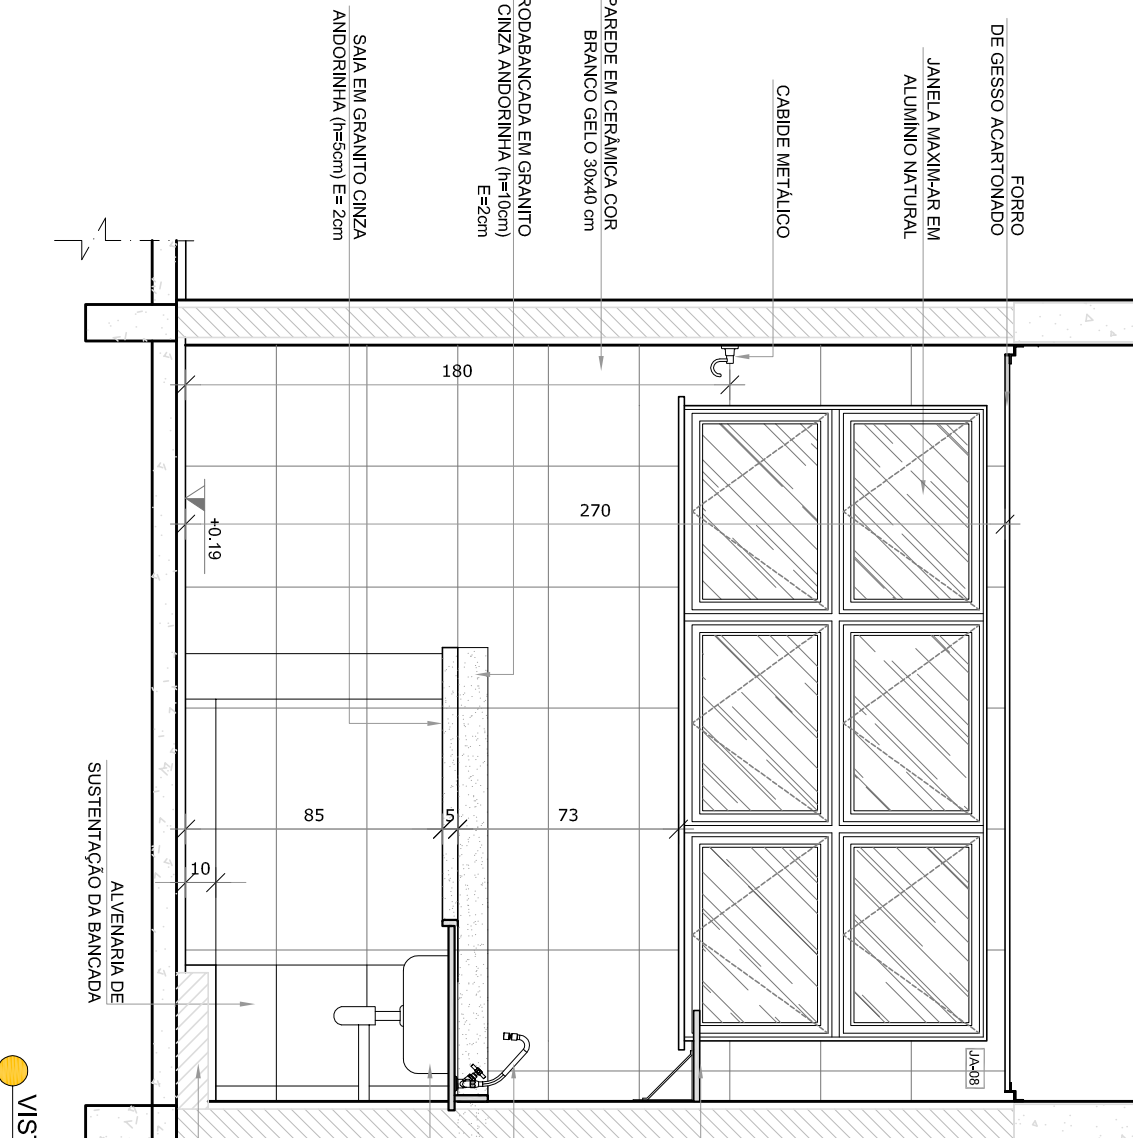 FORRO
DE GESSO ACARTONADO
JANELA MAXIM-AR EM
ALUMÍNIO NATURAL
CABIDE METÁLICO
PAREDE EM CERÂMICA COR
BRANCO GELO 30x40 cm
RODABANCADA EM GRANITO
CINZA ANDORINHA (h=10cm)
E=2cm
SAIA EM GRANITO CINZA
ANDORINHA (h=5cm) E= 2cm
180
270
+0.19
85
5
73
10
ALVENARIA DE
SUSTENTAÇÃO DA BANCADA
JA-08